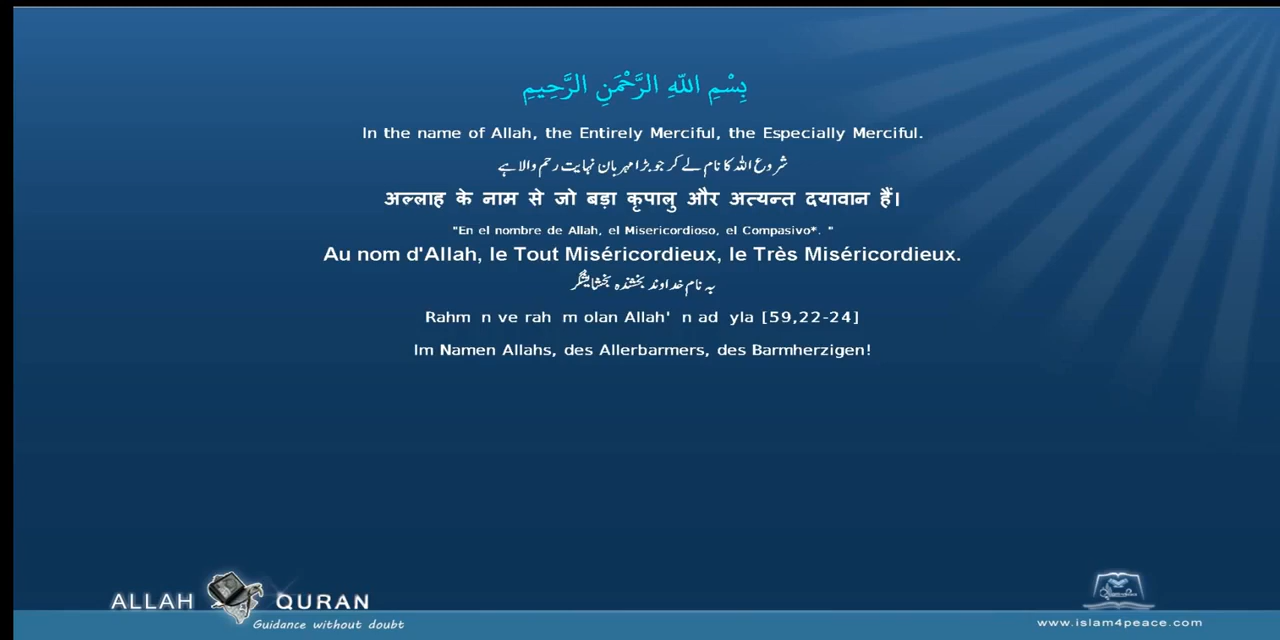 بِسْمِ اللّهِ الرَّحْمَنِ الرَّحِيمِ
In the name of Allah, the Entirely Merciful, the Especially Merciful.
شروع الله کا نام لے کر جو بڑا مہربان نہایت رحم والا ہے
अल्लाह के नाम से जो बड़ा कृपालु और अत्यन्त दयावान हैं।
"En el nombre de Allah, el Misericordioso, el Compasivo*. "
Au nom d'Allah, le Tout Miséricordieux, le Très Miséricordieux.
به نام خداوند بخشنده بخشایشگر
Rahm n ve rah m olan Allah' n ad yla [59,22-24]
Im Namen Allahs, des Allerbarmers, des Barmherzigen!
ALLAH QURAN
Guidance without doubt
www.islam4peace.com